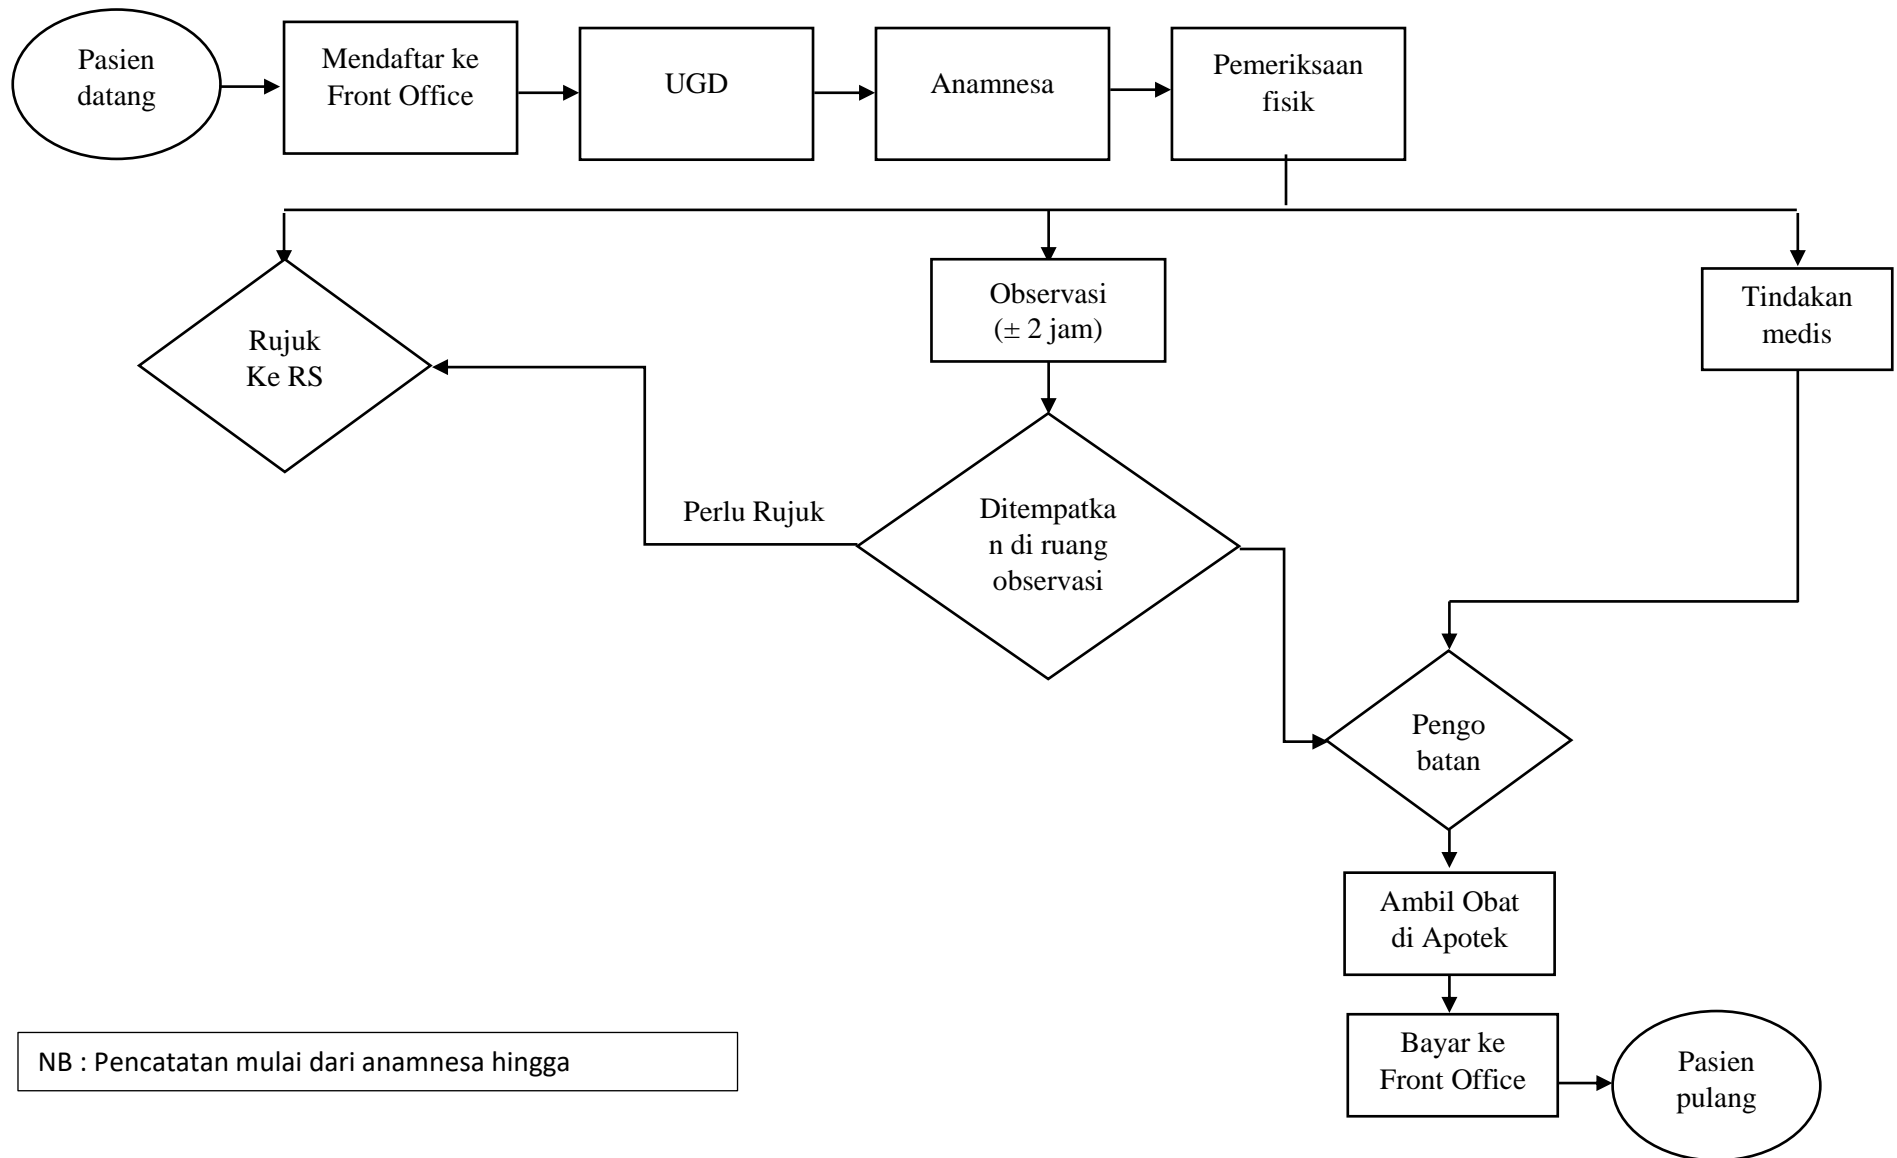 Pasien
datang
Mendaftar ke
Front Office
UGD
Anamnesa
Pemeriksaan
fisik
Rujuk
Ke RS
Observasi
(± 2 jam)
Tindakan
medis
Perlu Rujuk
Ditempatka
n di ruang
observasi
Pengo
batan
Ambil Obat
di Apotek
Bayar ke
Front Office
Pasien
pulang
NB : Pencatatan mulai dari anamnesa hingga